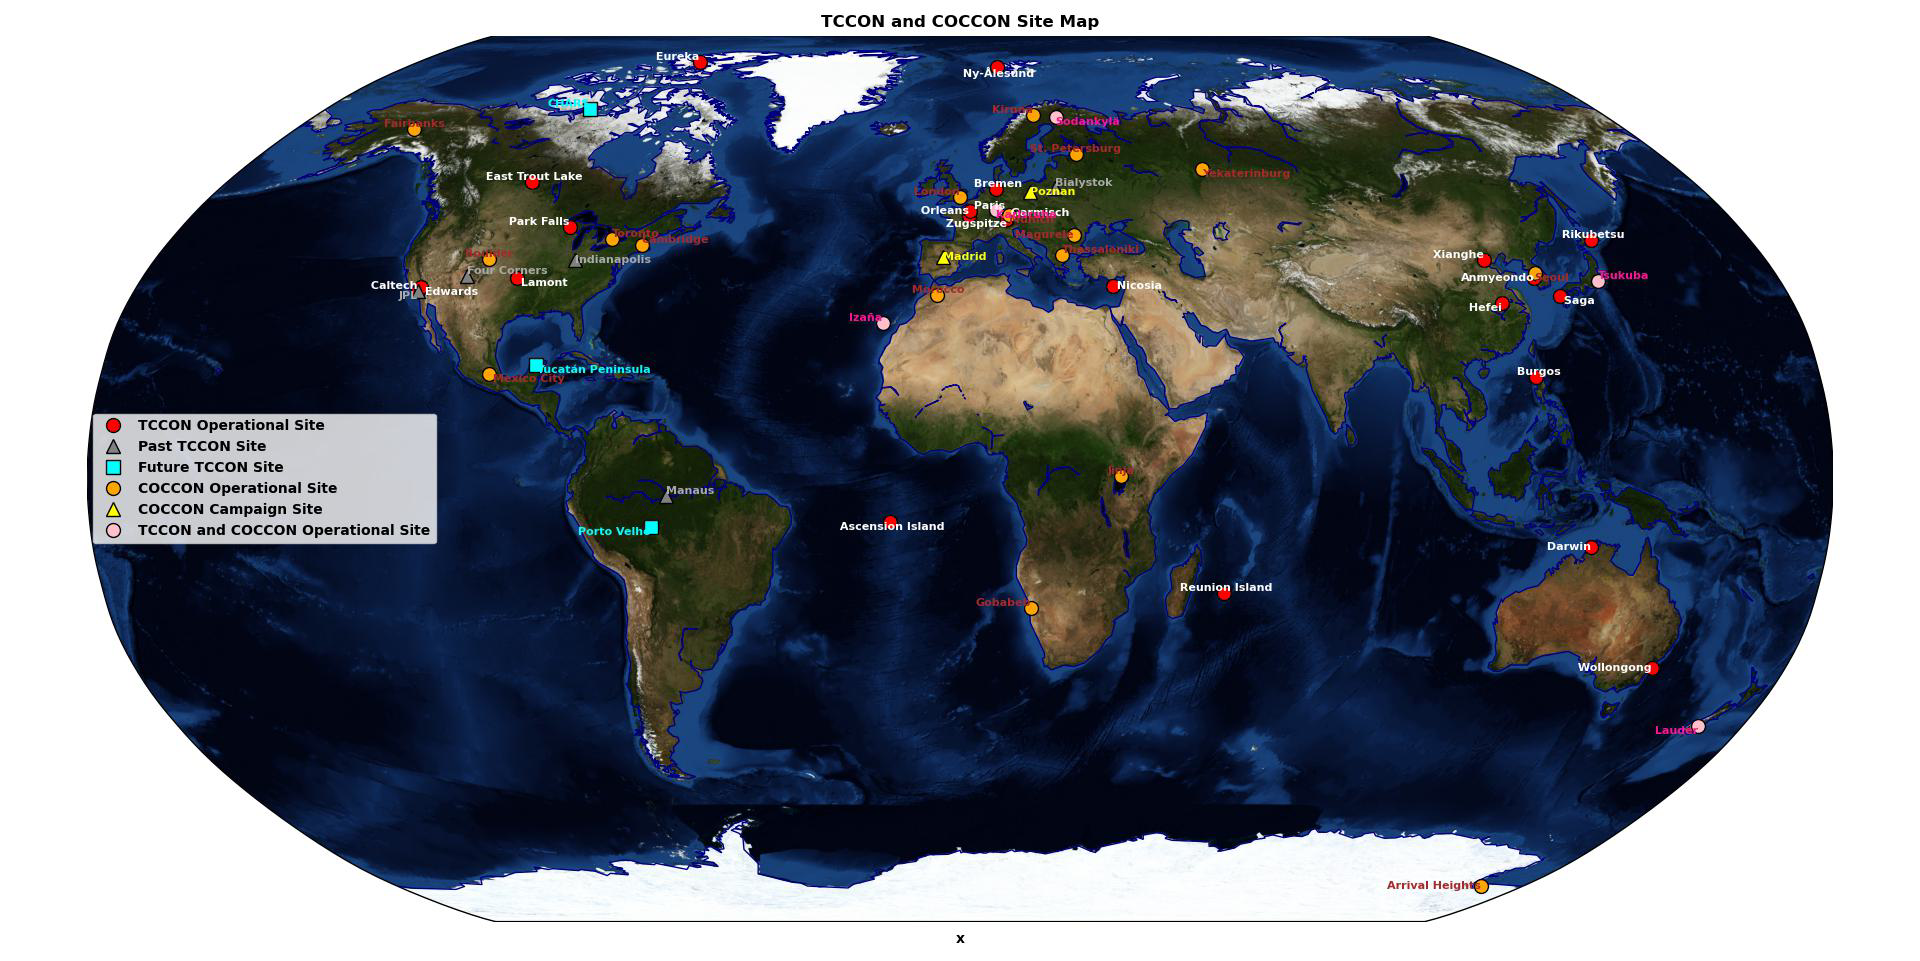 TCCON and COCCON Site Map
Eureka
Ny-Ålesund
CHARS
Kiruna
Fairbanks
Sodankylä
St. Petersburg
East Trout Lake
Yekaterinburg
Bremen
Bialystok
London
Poznan
Paris
Orleans
Garmisch
Karlsruhe
Munich
Park Falls
Zugspitze
Toronto
Magurele
Rikubetsu
Cambridge
Thessaloniki
Boulder
Xianghe
Indianapolis
Madrid
Four Corners
Anmyeondo
Seoul
Tsukuba
Lamont
Caltech
Nicosia
Edwards
JPL
Morocco
Saga
Hefei
Izaña
Yucatán Peninsula
Burgos
Mexico City
TCCON Operational Site
Past TCCON Site
Future TCCON Site
COCCON Operational Site
COCCON Campaign Site
TCCON and COCCON Operational Site
Jinja
Manaus
Ascension Island
Porto Velho
Darwin
Reunion Island
Gobabeb
Wollongong
Lauder
Arrival Heights
x